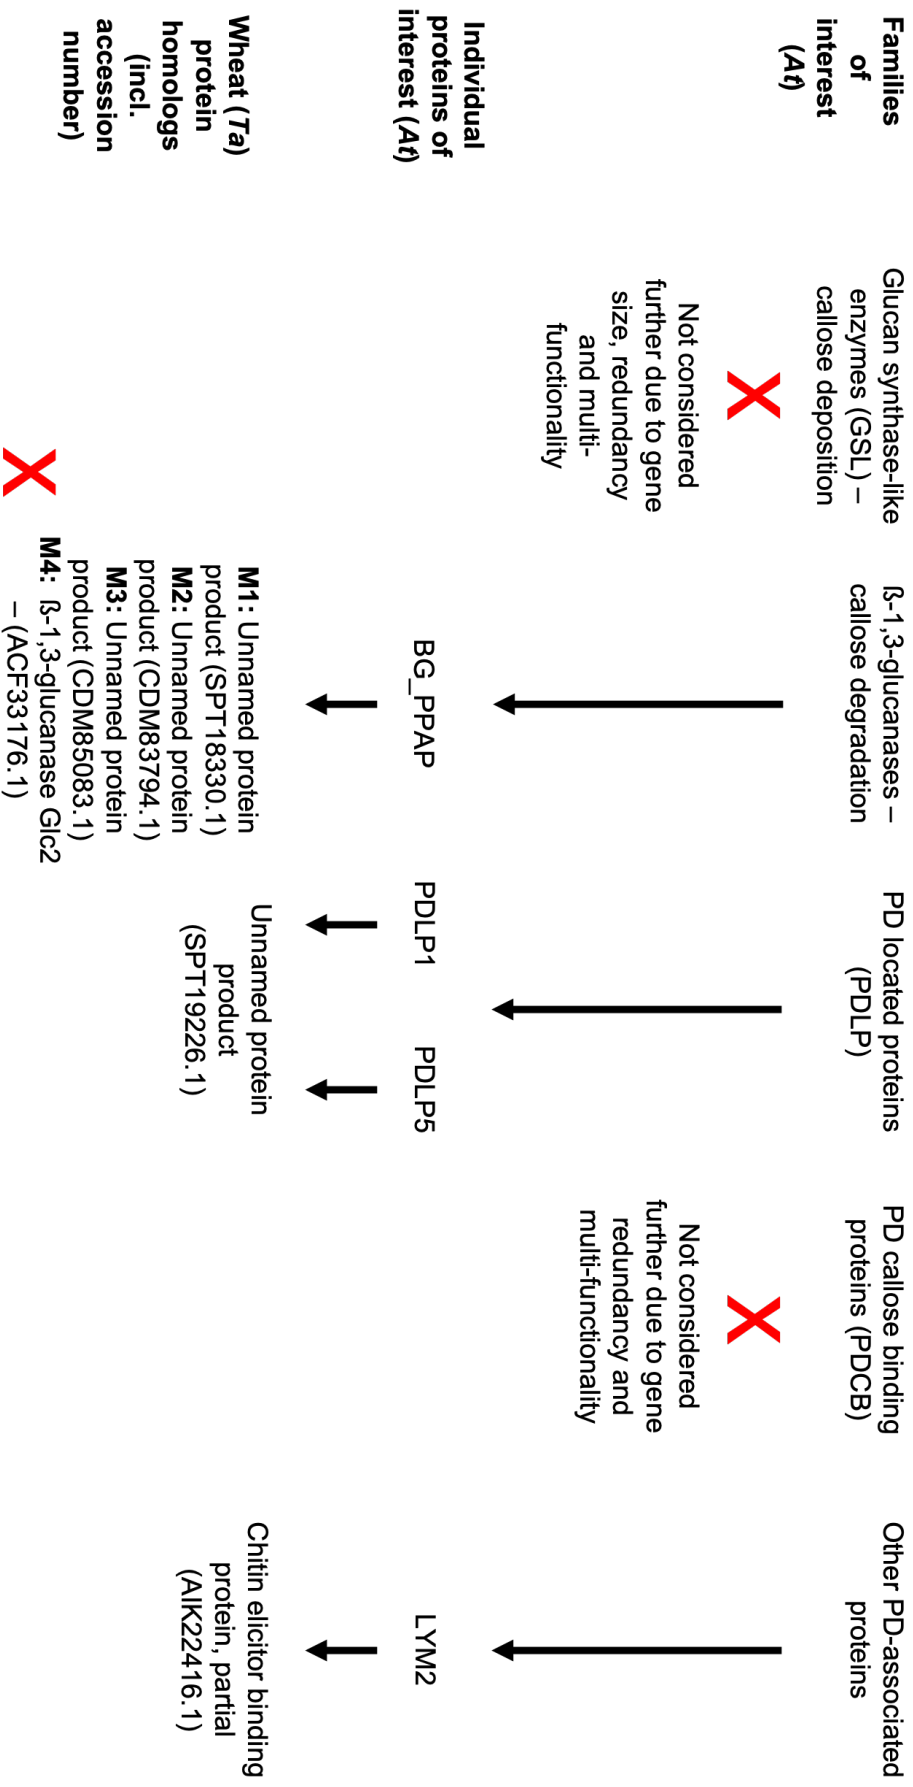 Families
of
interest
(At)
Glucan synthase-like
enzymes (GSL) –
callose deposition
ß-1,3-glucanases –
callose degradation
PD located proteins
(PDLP)
PD callose binding
proteins (PDCB)
Other PD-associated
proteins
X
Not considered
further due to gene
size, redundancy
and multi-
functionality
X
Not considered
further due to gene
redundancy and
multi-functionality
Individual
proteins of
interest (At)
BG_PPAP
PDLP1
PDLP5
LYM2
Wheat (Ta)
protein
homologs
(incl.
accession
number)
M1: Unnamed protein
product (SPT18330.1)
M2: Unnamed protein
product (CDM83794.1)
M3: Unnamed protein
product (CDM85083.1)
M4: ß-1,3-glucanase Glc2
– (ACF33176.1)
X
Unnamed protein
product
(SPT19226.1)
Chitin elicitor binding
protein, partial
(AIK22416.1)